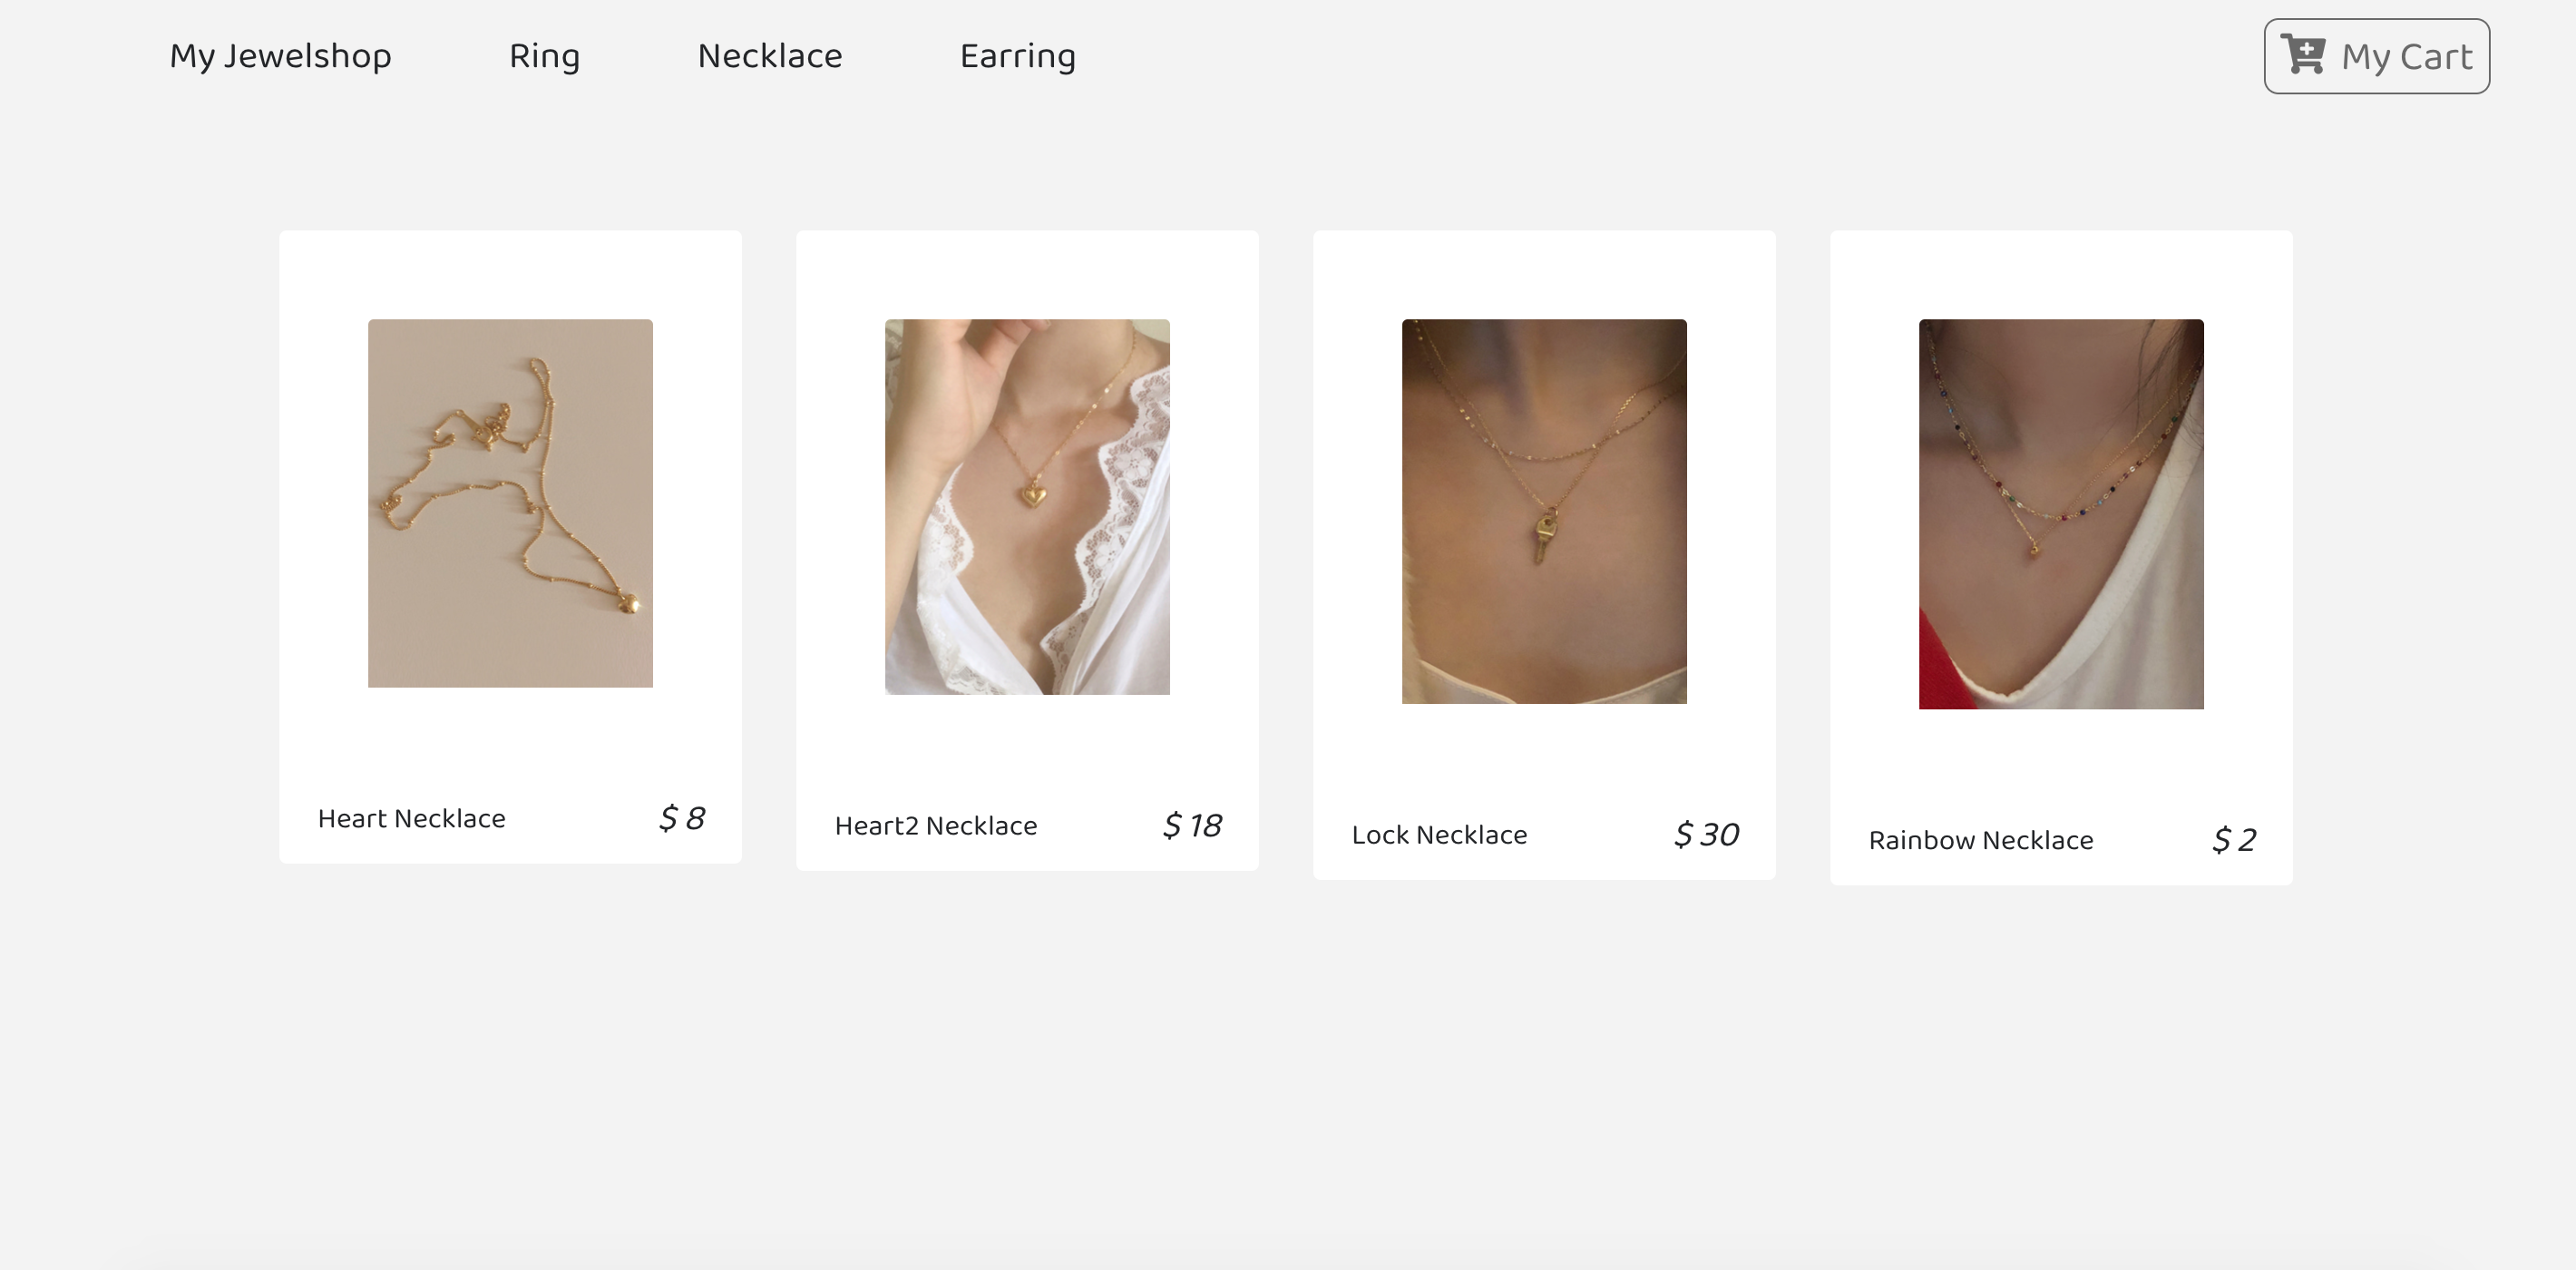 My Jewelshop Ring Necklace Earring My Cart
Heart Necklace $ 8
Heart2 Necklace $ 18
Lock Necklace $ 30
Rainbow Necklace $ 2